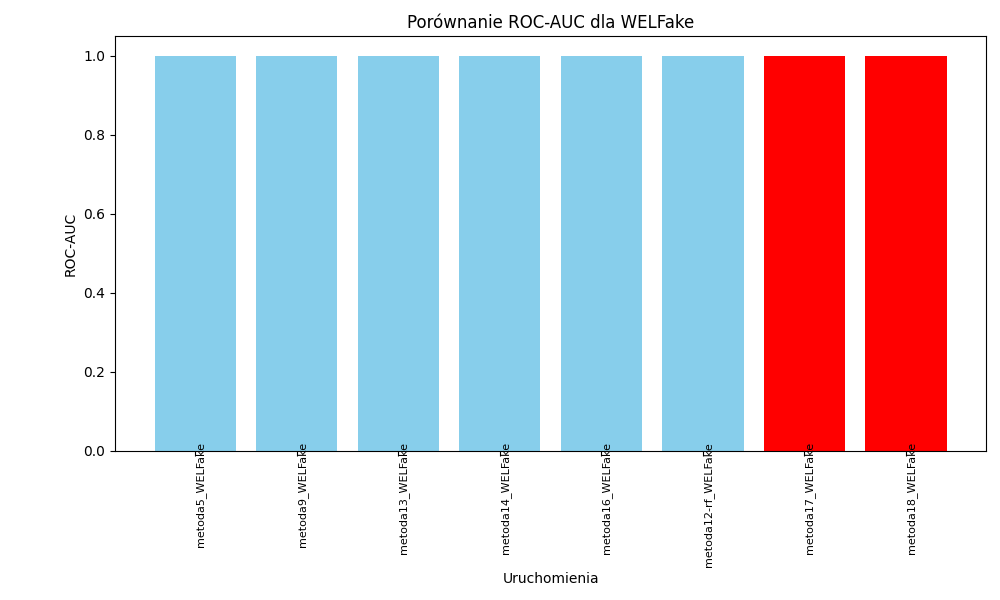 Porównanie ROC-AUC dla WELFake
ROC-AUC
1.0
0.8
0.6
0.4
0.2
0.0
metoda5_WELFake
metoda9_WELFake
metoda13_WELFake
metoda14_WELFake
metoda16_WELFake
metoda12-rf_WELFake
metoda17_WELFake
metoda18_WELFake
Uruchomienia